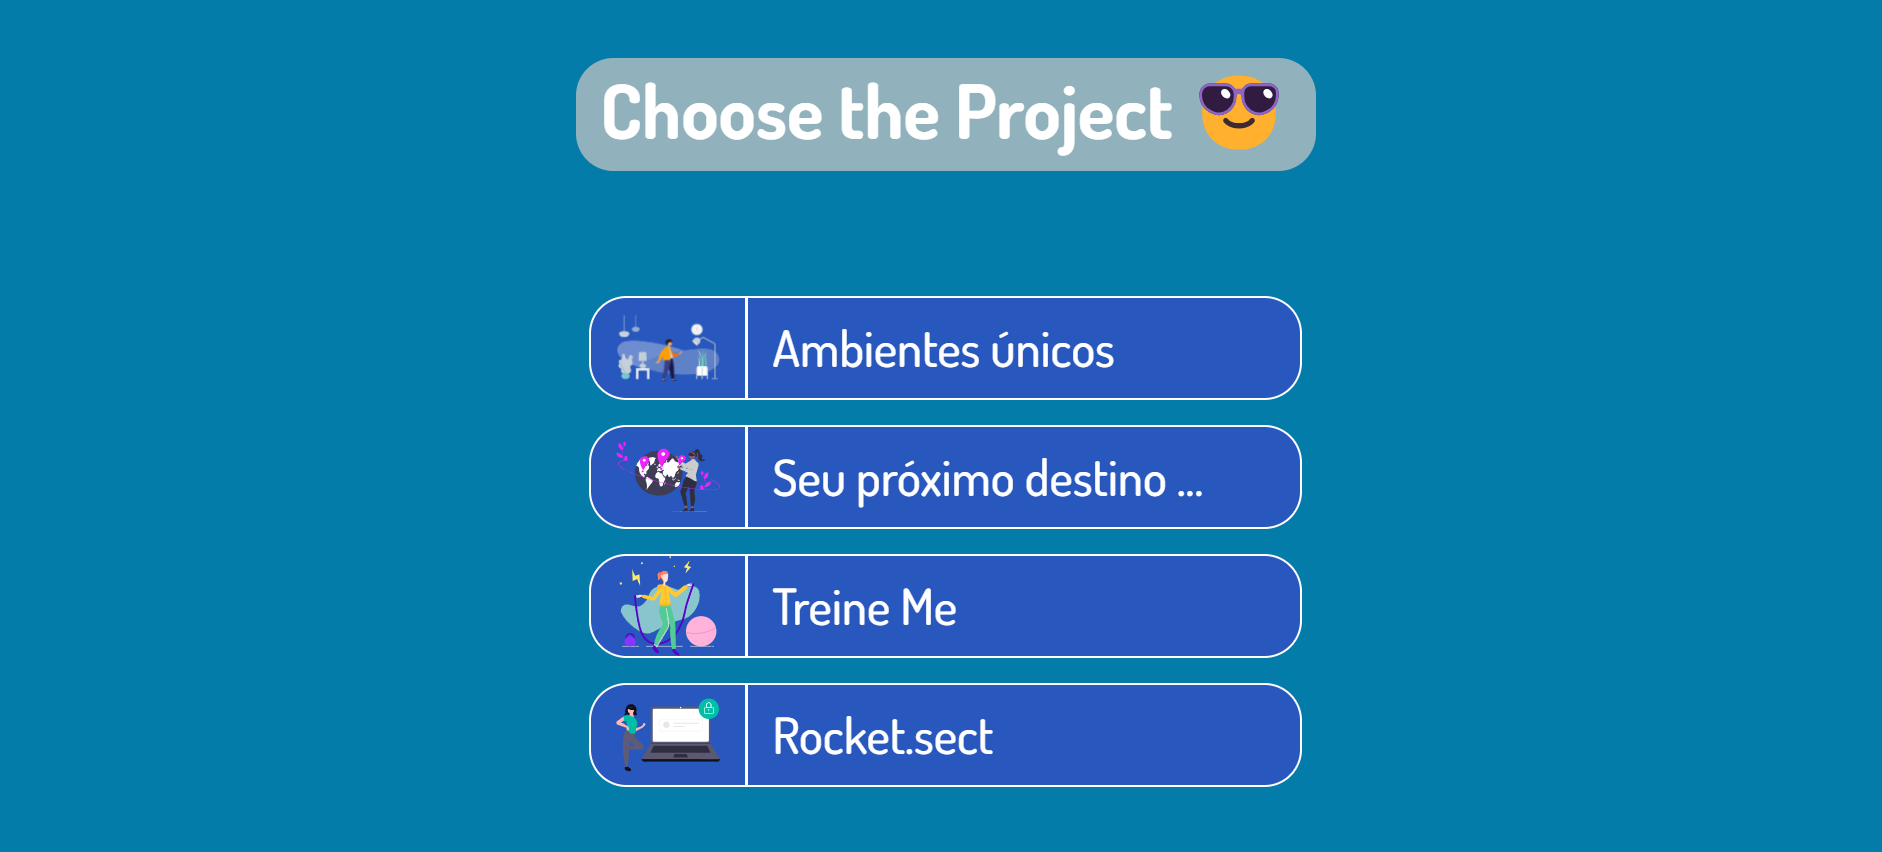 Choose the Project
Ambientes únicos
Seu próximo destino ...
Treine Me
Rocket.sect